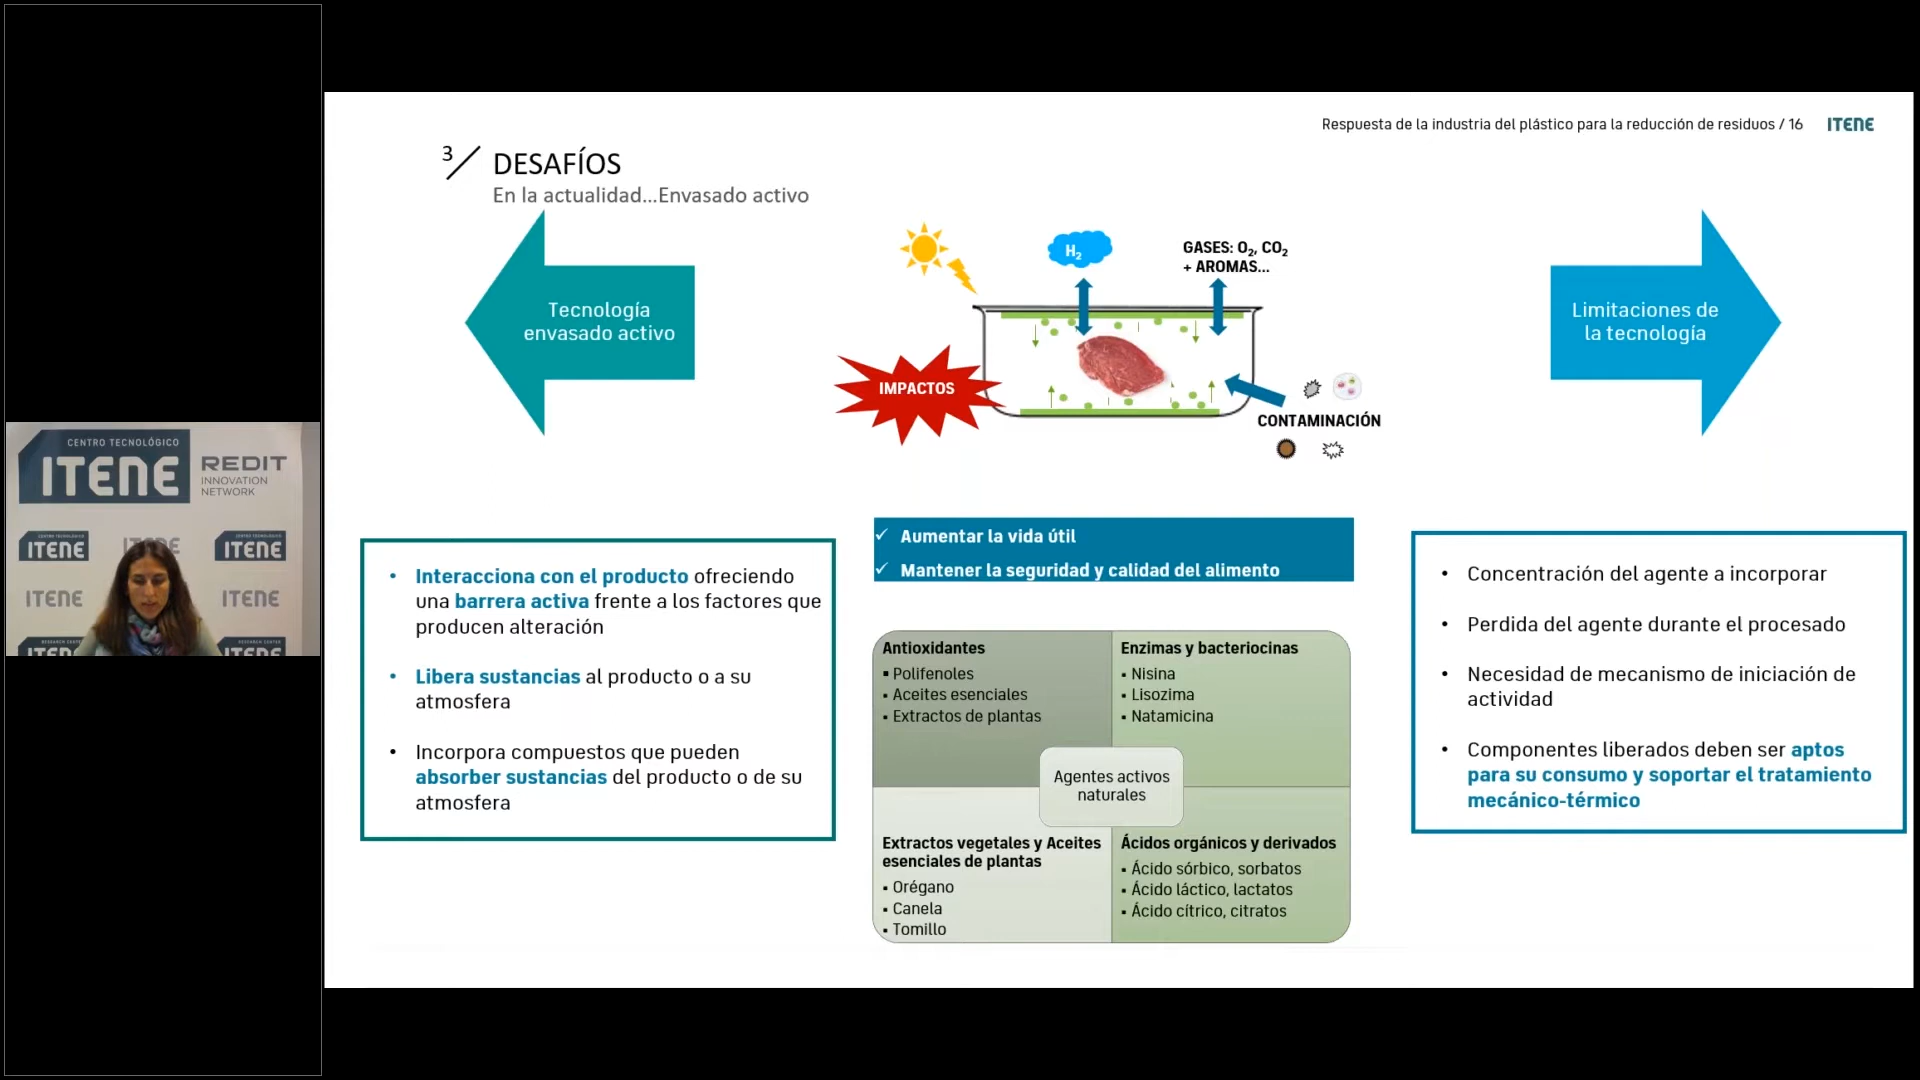 Respuesta de la industria del plástico para la reducción de residuos / 16
ITENE
3/ DESAFÍOS
En la actualidad...Envasado activo
Tecnología
envasado activo
H2
GASES: O2, CO2
+ AROMAS...
IMPACTOS
CONTAMINACIÓN
Limitaciones de
la tecnología
CENTRO TECNOLÓGICO
ITENE
REDIT
INNOVATION
NETWORK
ITENE
ITENE
ITENE
ITENE
ITENE
RESEARCH CENTER
RESEARCH CENTER
ITENE
ITENE
• Interacciona con el producto ofreciendo
una barrera activa frente a los factores que
producen alteración
• Libera sustancias al producto o a su
atmosfera
• Incorpora compuestos que pueden
absorber sustancias del producto o de su
atmosfera
✓ Aumentar la vida útil
✓ Mantener la seguridad y calidad del alimento
Antioxidantes
▪ Polifenoles
▪ Aceites esenciales
▪ Extractos de plantas
Enzimas y bacteriocinas
▪ Nisina
▪ Lisozima
▪ Natamicina
Agentes activos
naturales
Extractos vegetales y Aceites
esenciales de plantas
▪ Orégano
▪ Canela
▪ Tomillo
Ácidos orgánicos y derivados
▪ Ácido sórbico, sorbatos
▪ Ácido láctico, lactatos
▪ Ácido cítrico, citratos
• Concentración del agente a incorporar
• Perdida del agente durante el procesado
• Necesidad de mecanismo de iniciación de
actividad
• Componentes liberados deben ser aptos
para su consumo y soportar el tratamiento
mecánico-térmico